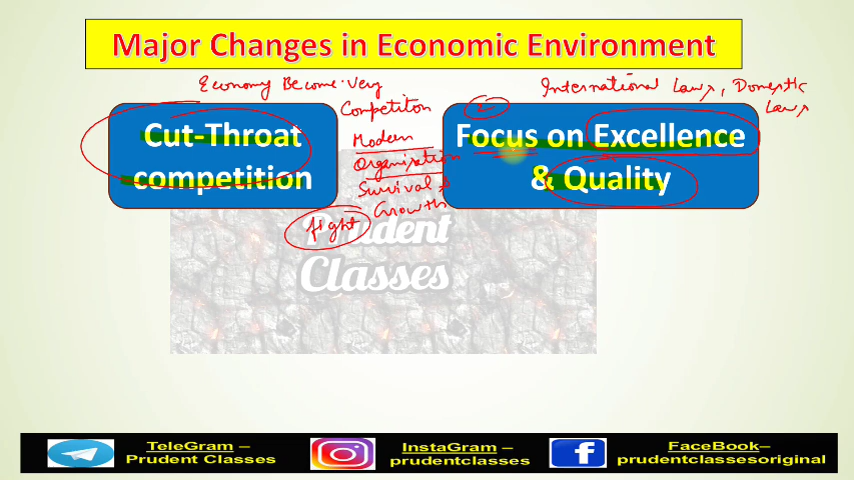 Major Changes in Economic Environment
Economy Become Very
Competiton
International Laws, Domestic
Laws
Cut-Throat
competition
Modern
Organization
Survival &
Growth
fight
2
Focus on Excellence
& Quality
Prudent
Classes
TeleGram –
Prudent Classes
InstaGram –
prudentclasses
FaceBook–
prudentclassesoriginal